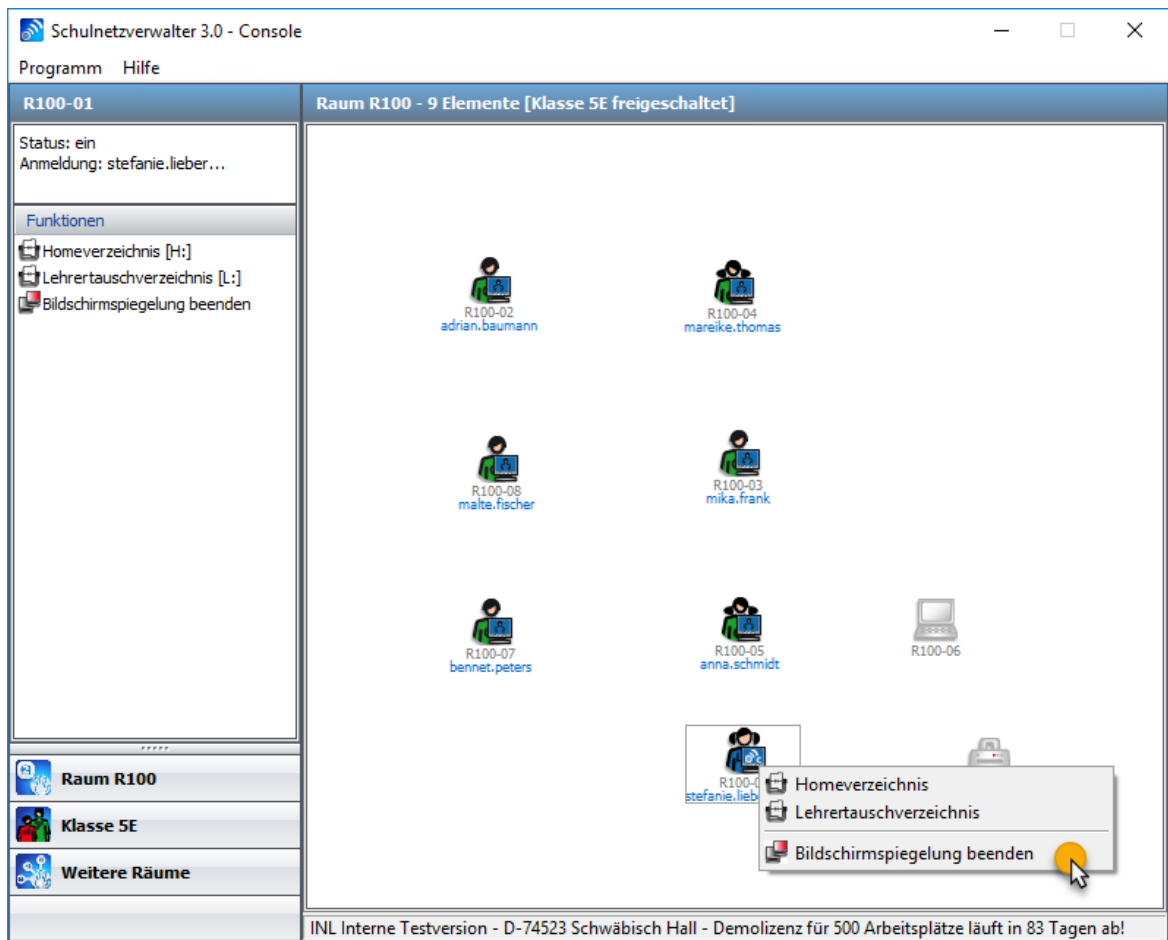 Schulnetzverwalter 3.0 - Console
Programm Hilfe
R100-01
Status: ein
Anmeldung: stefanie.lieber...
Funktionen
Homeverzeichnis [H:]
Lehrertauschverzeichnis [L:]
Bildschirmspiegelung beenden
Raum R100
Klasse 5E
Weitere Räume
Raum R100 - 9 Elemente [Klasse 5E freigeschaltet]
R100-02
adrian.baumann
R100-04
mareike.thomas
R100-08
malte.fischer
R100-03
mika.frank
R100-07
bennet.peters
R100-05
anna.schmidt
R100-06
R100-0
stefanie.lieb
Homeverzeichnis
Lehrertauschverzeichnis
Bildschirmspiegelung beenden
INL Interne Testversion - D-74523 Schwäbisch Hall - Demolizenz für 500 Arbeitsplätze läuft in 83 Tagen ab!